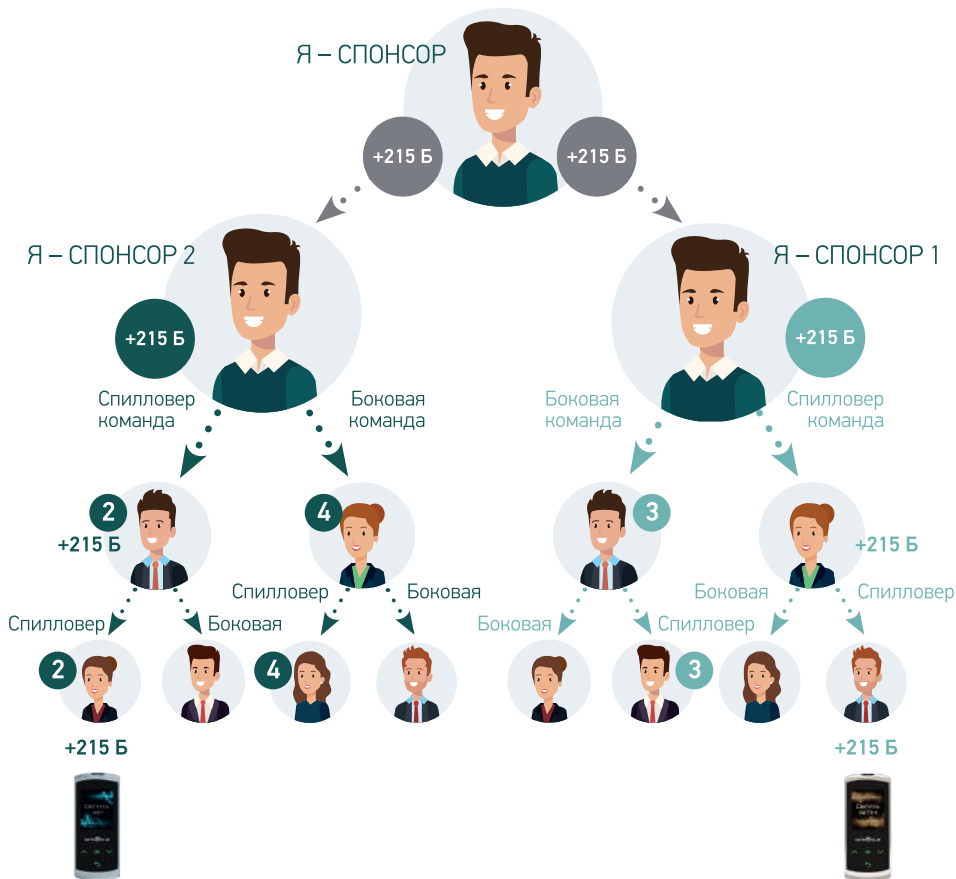 Я – СПОНСОР
+215 Б
+215 Б
Я – СПОНСОР 2
Я – СПОНСОР 1
+215 Б
+215 Б
Спилловер
команда
Боковая
команда
Боковая
команда
Спилловер
команда
2
+215 Б
4
3
+215 Б
Спилловер
Боковая
Спилловер
Боковая
Боковая
Спилловер
Боковая
Спилловер
2
4
3
+215 Б
+215 Б